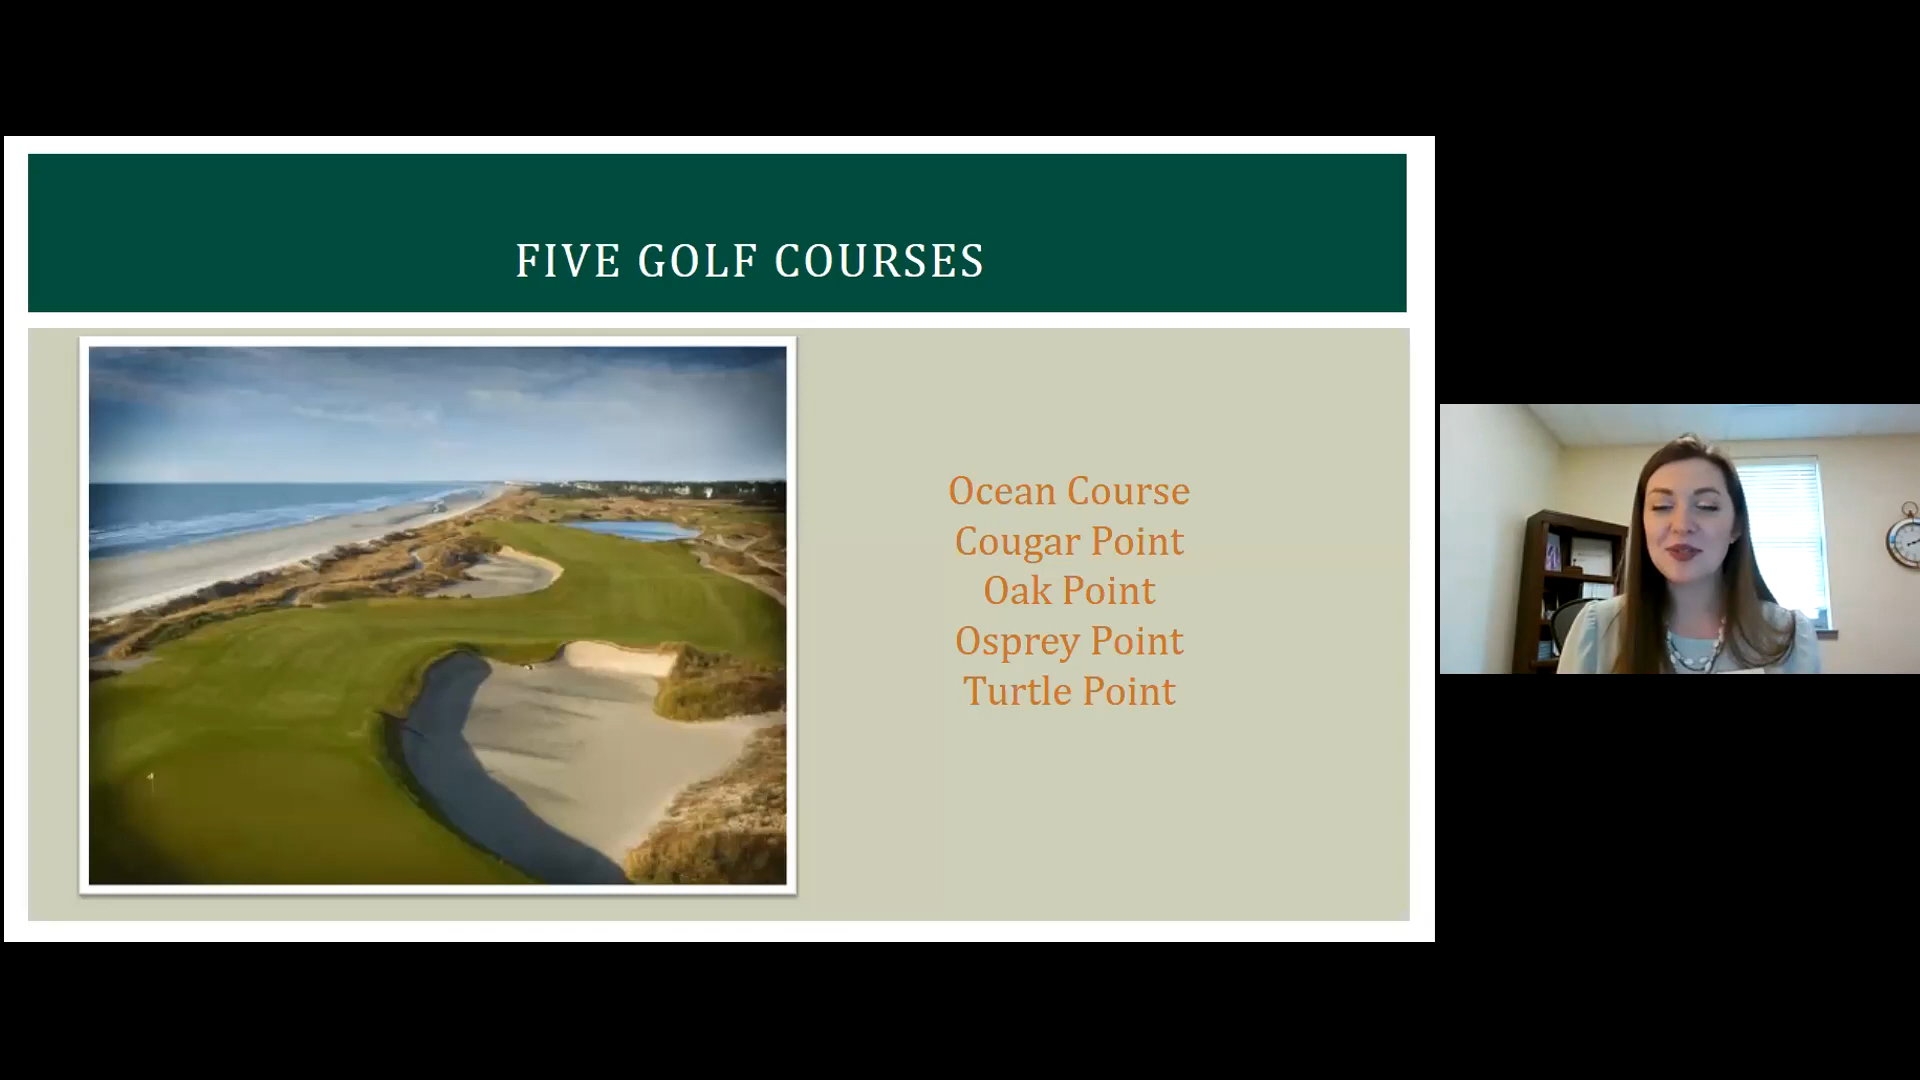 FIVE GOLF COURSES
Ocean Course
Cougar Point
Oak Point
Osprey Point
Turtle Point